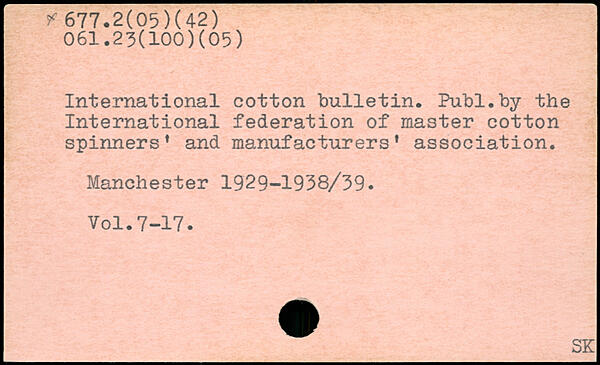 × 677.2(05)(42)
061.23(100)(05)
International cotton bulletin. Publ.by the
International federation of master cotton
spinners' and manufacturers' association.
Manchester 1929-1938/39.
Vol.7-17.
SK